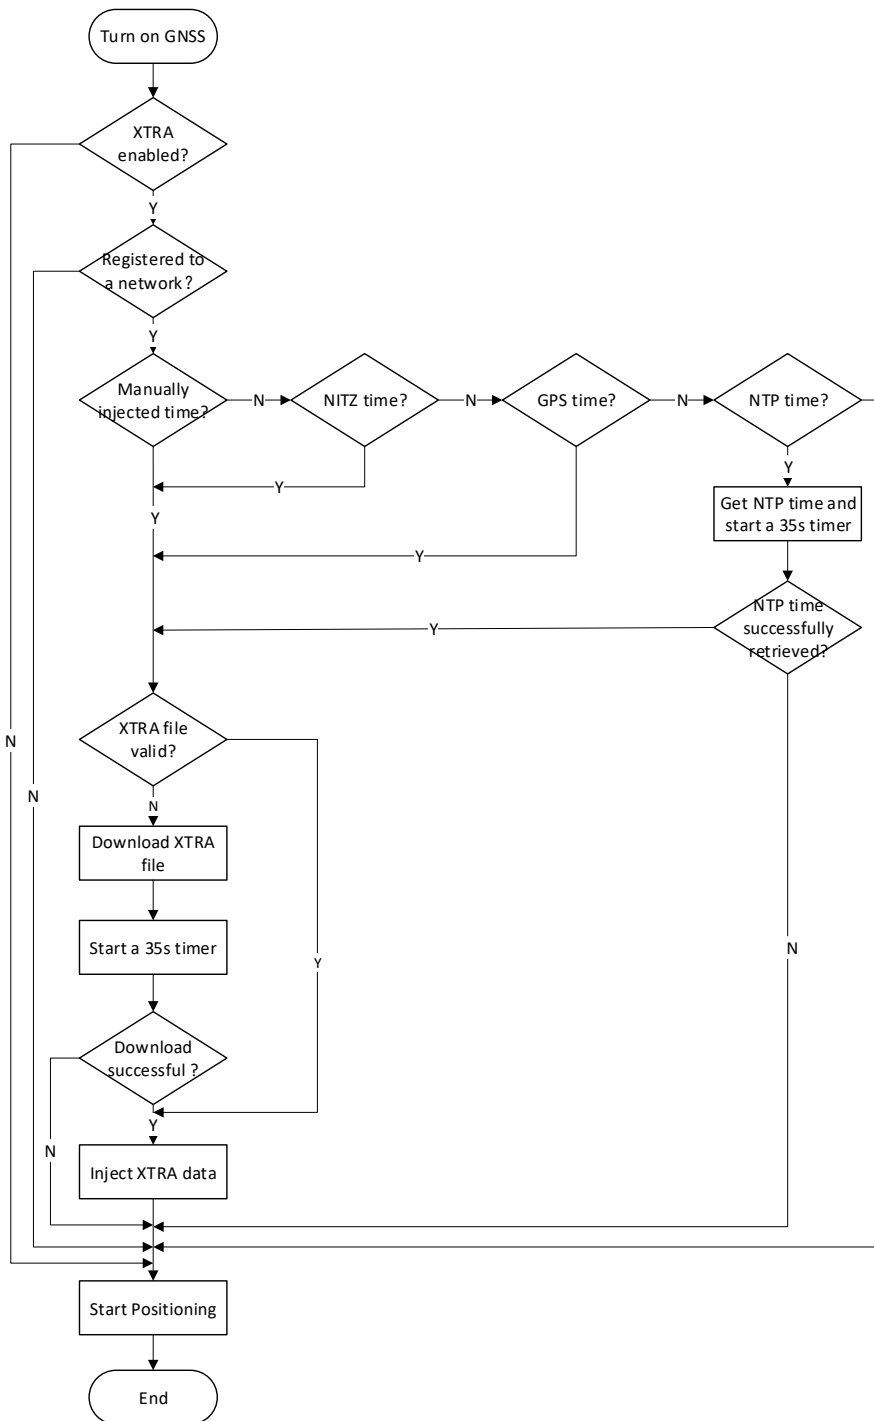 Turn on GNSS
XTRA
enabled?
Y
Registered to
a network?
Y
Manually
injected time?
N
NITZ time?
N
GPS time?
N
NTP time?
Y
Y
Y
Get NTP time and
start a 35s timer
Y
NTP time
successfully
retrieved?
Y
XTRA file
valid?
N
N
N
Download XTRA
file
Start a 35s timer
Y
N
Download
successful ?
Y
N
Inject XTRA data
Start Positioning
End